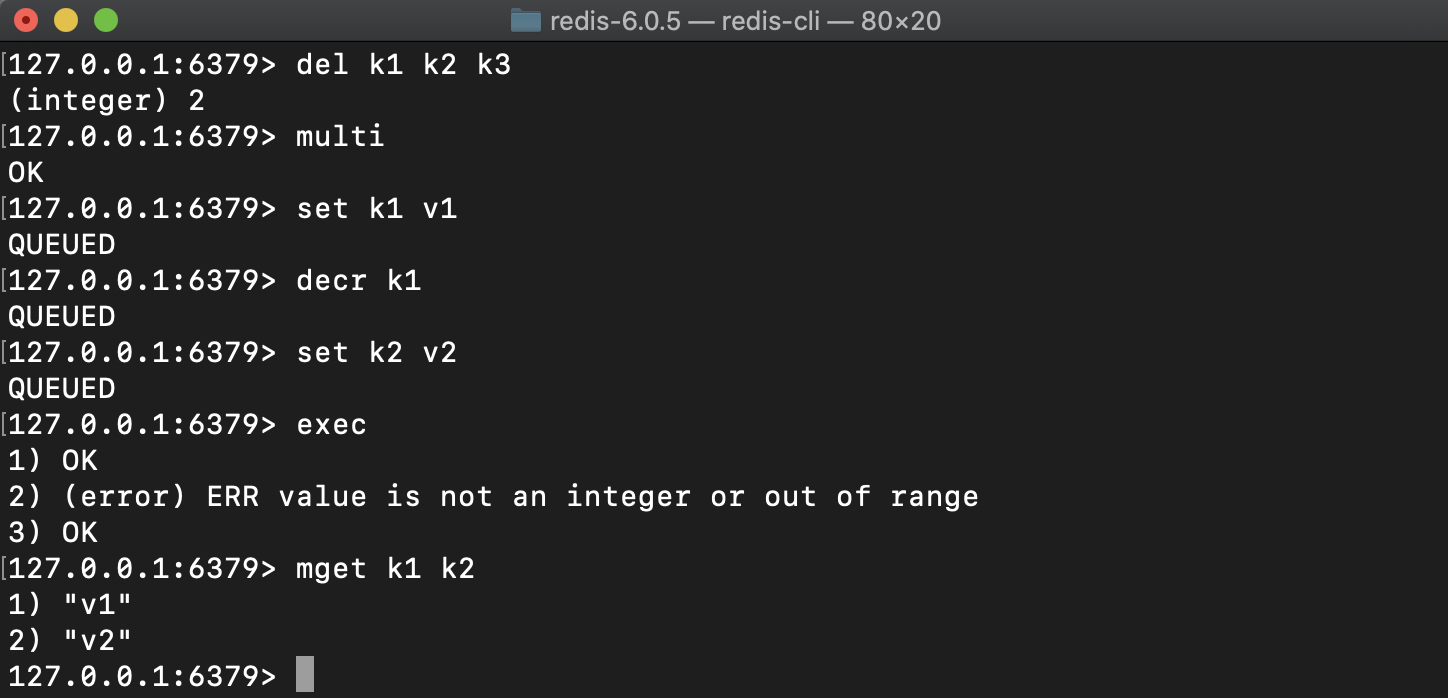 redis-6.0.5 — redis-cli — 80×20
[127.0.0.1:6379> del k1 k2 k3
(integer) 2
[127.0.0.1:6379> multi
OK
[127.0.0.1:6379> set k1 v1
QUEUED
[127.0.0.1:6379> decr k1
QUEUED
[127.0.0.1:6379> set k2 v2
QUEUED
[127.0.0.1:6379> exec
1) OK
2) (error) ERR value is not an integer or out of range
3) OK
[127.0.0.1:6379> mget k1 k2
1) "v1"
2) "v2"
127.0.0.1:6379>